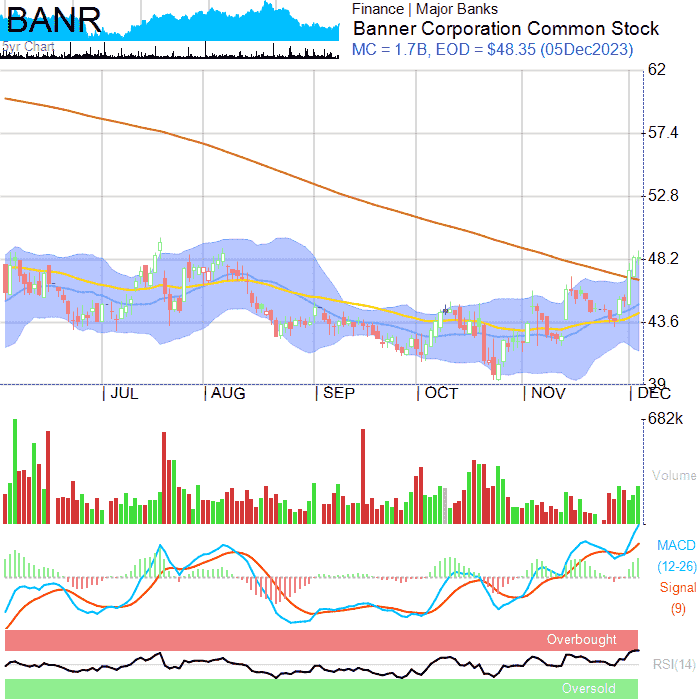 BANR
Finance | Major Banks
Banner Corporation Common Stock
5yr Chart
MC = 1.7B, EOD = $48.35 (05Dec2023)
62
57.4
52.8
48.2
43.6
39
JUL AUG SEP OCT NOV DEC
682k
Volume
MACD
(12-26)
Signal
(9)
Overbought
RSI(14)
Oversold